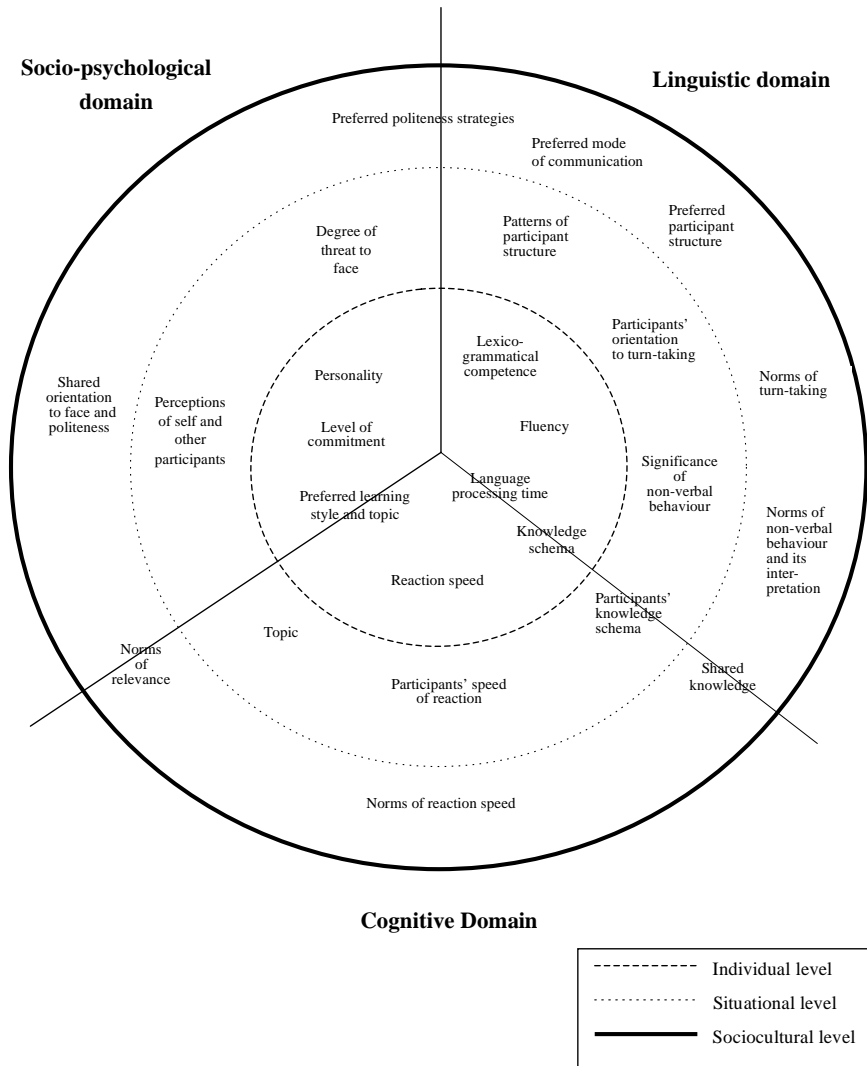 Socio-psychological
domain
Linguistic domain
Preferred politeness strategies
Preferred mode
of communication
Preferred
participant
structure
Patterns of
participant
structure
Degree of
threat to
face
Participants’
orientation
to turn-taking
Lexico-
grammatical
competence
Personality
Norms of
turn-taking
Shared
orientation
to face and
politeness
Perceptions
of self and
other
participants
Level of
commitment
Fluency
Significance
of
non-verbal
behaviour
Language
processing time
Preferred learning
style and topic
Norms of
non-verbal
behaviour
and its
inter-
pretation
Knowledge
schema
Reaction speed
Participants’
knowledge
schema
Topic
Norms
of
relevance
Shared
knowledge
Participants’ speed
of reaction
Norms of reaction speed
Cognitive Domain
Individual level
Situational level
Sociocultural level